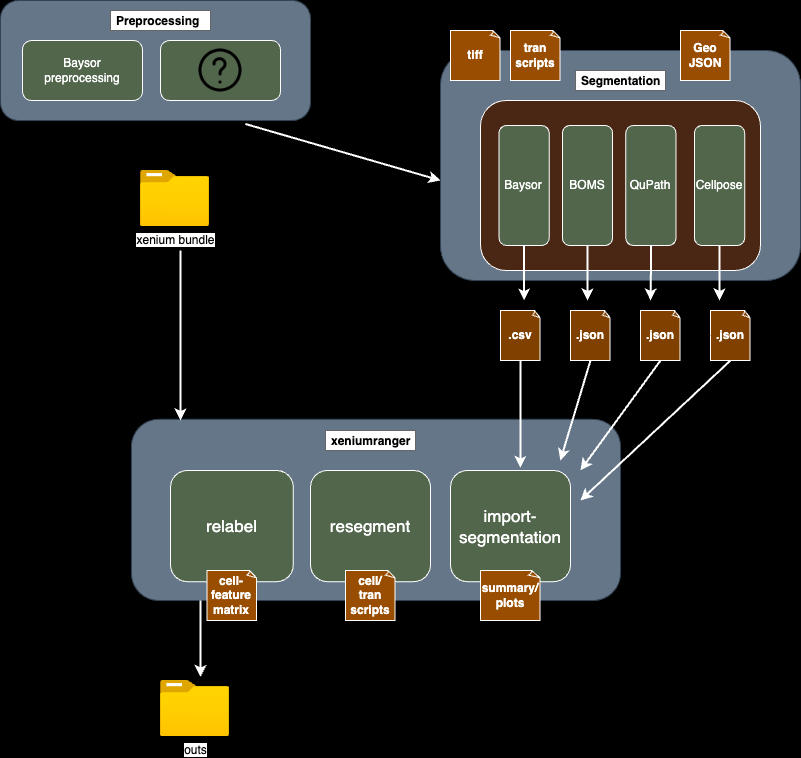 Preprocessing
Baysor
preprocessing
?
tiff
tran
scripts
Geo
JSON
Segmentation
Baysor
BOMS
QuPath
Cellpose
xenium bundle
.csv
.json
.json
.json
xeniumranger
relabel
resegment
import-
segmentation
cell-
feature
matrix
cell/
tran
scripts
summary/
plots
outs